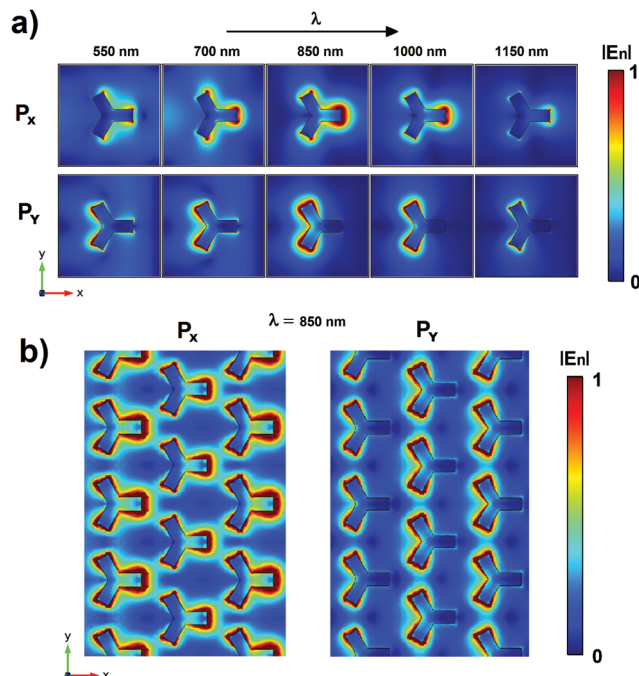 a)
λ
550 nm 700 nm 850 nm 1000 nm 1150 nm
|En|
1
Px
PY
0
y
x
λ = 850 nm
Px PY
b)
|En|
1
0
y
x